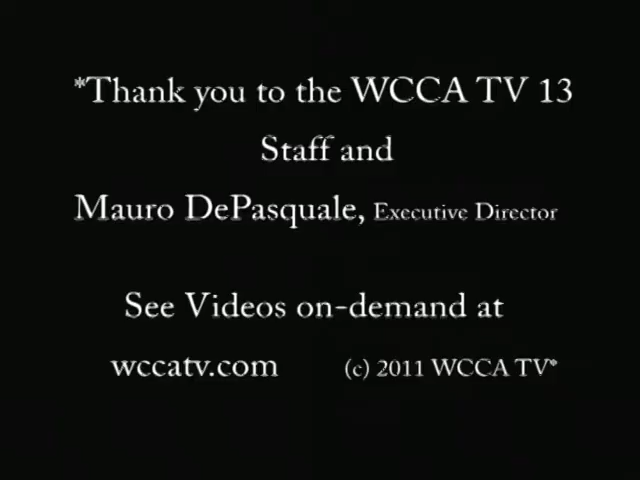 *Thank you to the WCCA TV 13
Staff and
Mauro DePasquale, Executive Director
See Videos on-demand at
wccatv.com (c) 2011 WCCA TV*